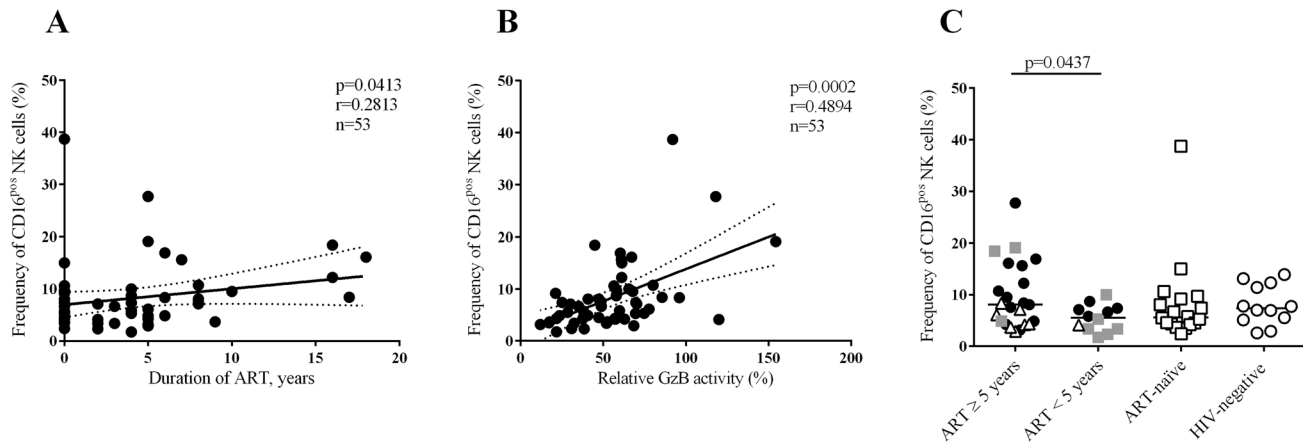 A
Frequency of CD16pos NK cells (%)
50
40
30
20
10
0
p=0.0413
r=0.2813
n=53
0
5
10
15
20
Duration of ART, years
B
Frequency of CD16pos NK cells (%)
50
40
30
20
10
0
p=0.0002
r=0.4894
n=53
0
50
100
150
200
Relative GzB activity (%)
C
Frequency of CD16pos NK cells (%)
50
40
30
20
10
0
p=0.0437
ART ≥ 5 years
ART < 5 years
ART-naïve
HIV-negative